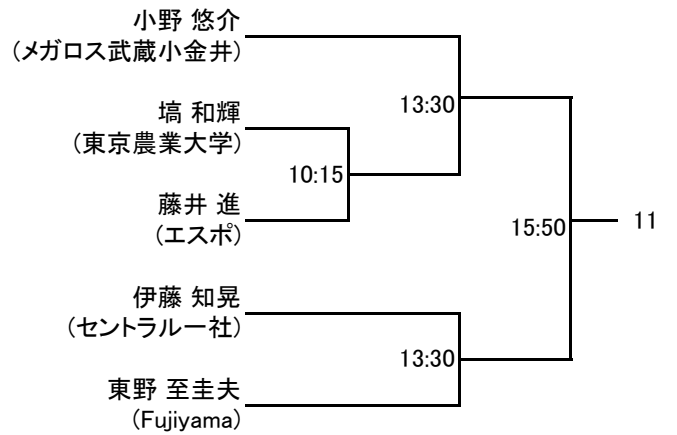 小野 悠介
(メガロス武蔵小金井)
13:30
塙 和輝
(東京農業大学)
10:15
藤井 進
(エスポ)
15:50
11
伊藤 知晃
(セントラルー社)
13:30
東野 至圭夫
(Fujiyama)